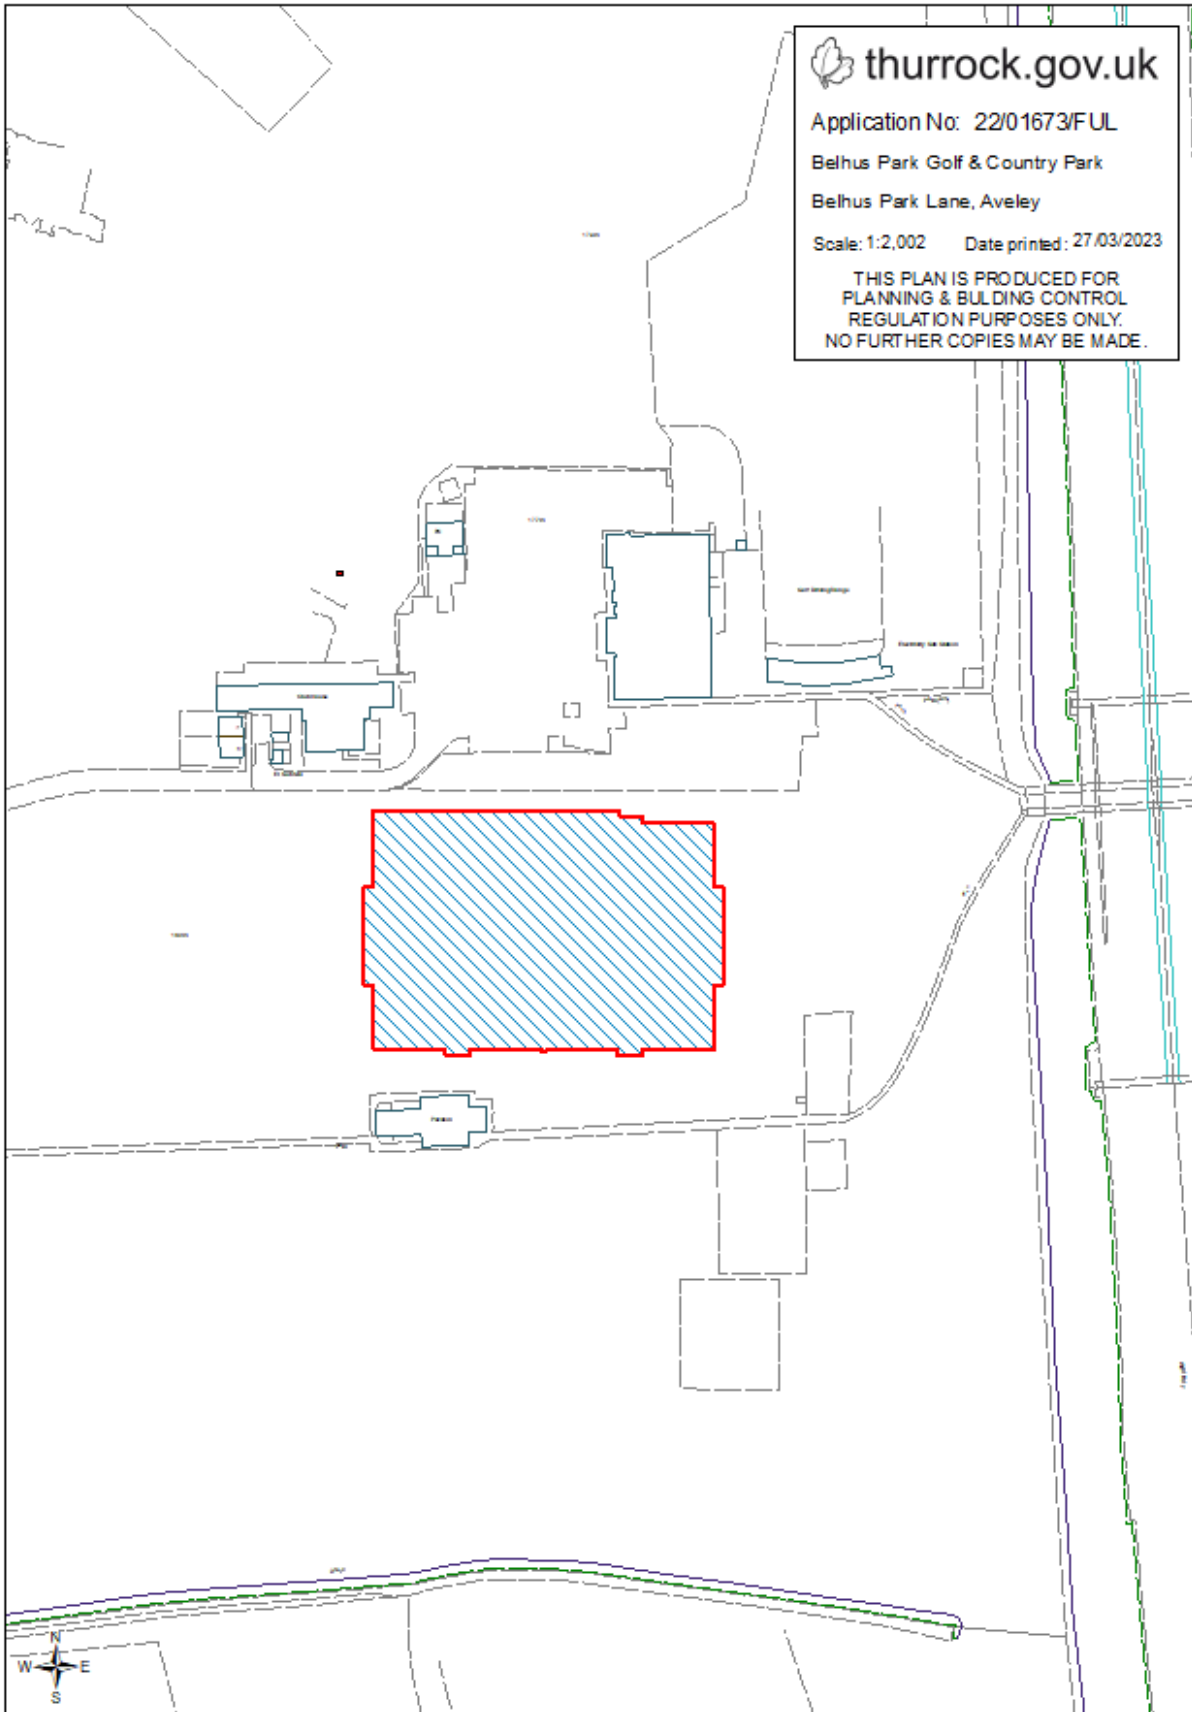 thurrock.gov.uk
Application No: 22/01673/FUL
Belhus Park Golf & Country Park
Belhus Park Lane, Aveley
Scale: 1:2,002 Date printed: 27/03/2023
THIS PLAN IS PRODUCED FOR
PLANNING & BULDING CONTROL
REGULATION PURPOSES ONLY.
NO FURTHER COPIES MAY BE MADE.
Pavilion
N
W E
S